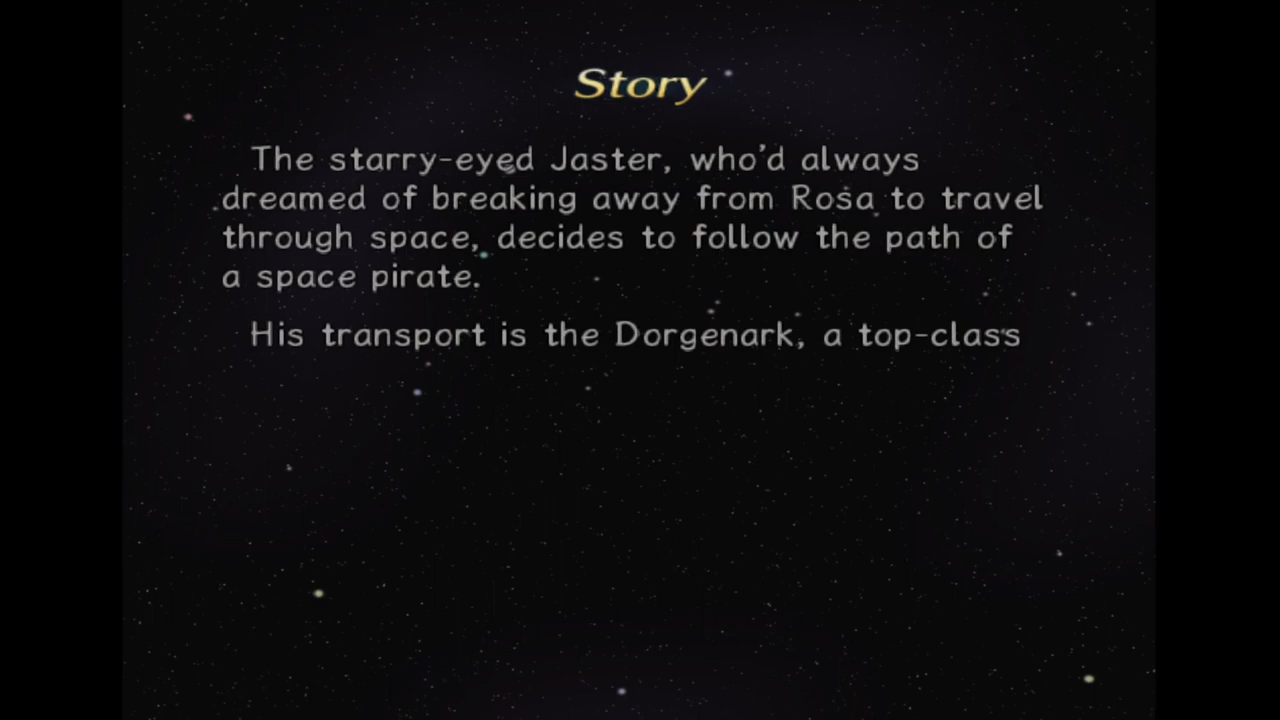 Story
The starry-eyed Jaster, who'd always
dreamed of breaking away from Rosa to travel
through space, decides to follow the path of
a space pirate.
His transport is the Dorgenark, a top-class